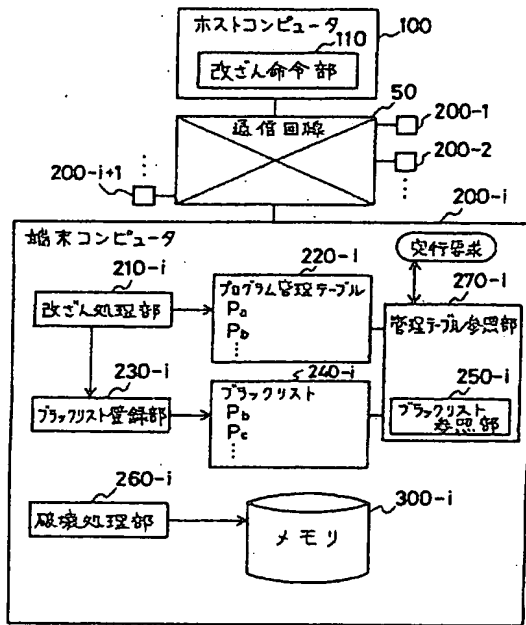 ホストコンピュータ
100
110
改ざん命令部
50
通信回線
200-1
200-2
⋮
200-i+1
⋮
200-i
端末コンピュータ
実行要求
210-i
220-i
270-i
改ざん処理部
プログラム管理テーブル
Pa
Pb
⋮
管理テーブル参照部
230-i
240-i
250-i
ブラックリスト登録部
ブラックリスト
Pb
Pc
⋮
ブラックリスト
参照部
260-i
300-i
破壊処理部
メモリ